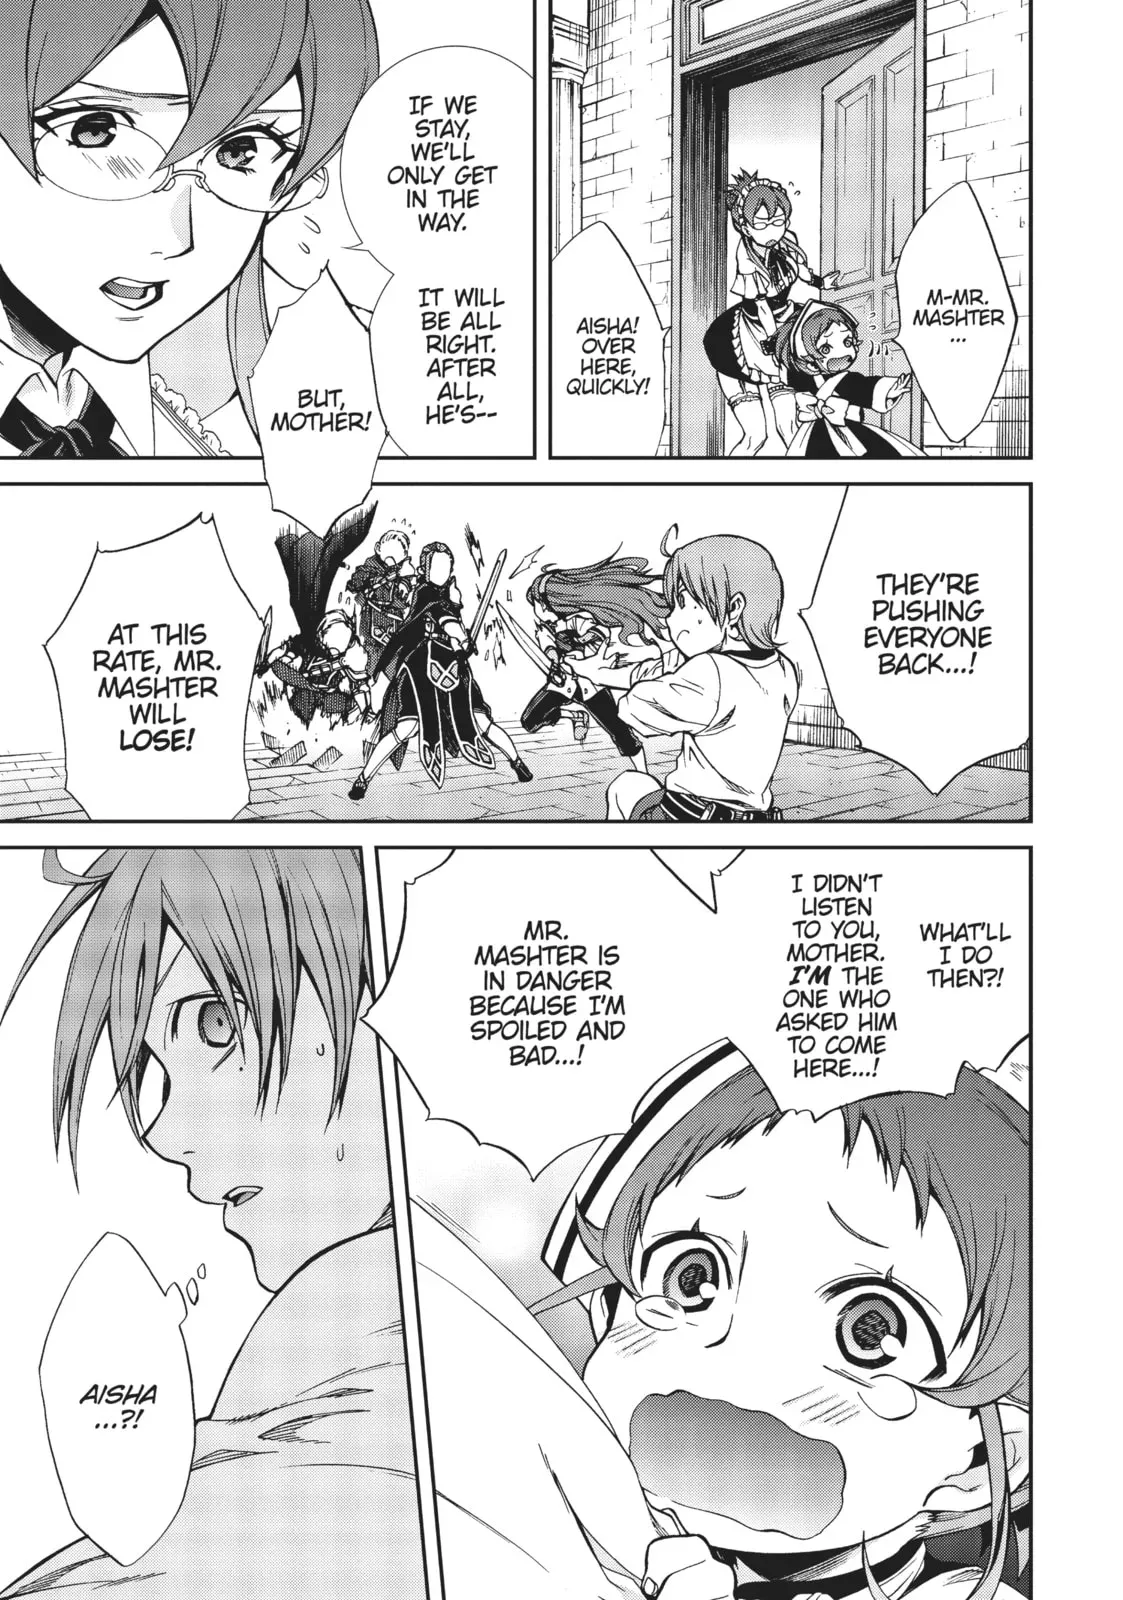 M-MR.
MASHTER
...
AISHA!
OVER
HERE,
QUICKLY!
IF WE
STAY,
WE'LL
ONLY GET
IN THE
WAY.
IT WILL
BE ALL
RIGHT.
AFTER
ALL,
HE'S--
BUT,
MOTHER!
THEY'RE
PUSHING
EVERYONE
BACK...!
AT THIS
RATE, MR.
MASHTER
WILL
LOSE!
WHAT'LL
I DO
THEN?!
I DIDN'T
LISTEN
TO YOU,
MOTHER.
I'M THE
ONE WHO
ASKED HIM
TO COME
HERE...!
MR.
MASHTER IS
IN DANGER
BECAUSE I'M
SPOILED AND
BAD...!
AISHA
...?!